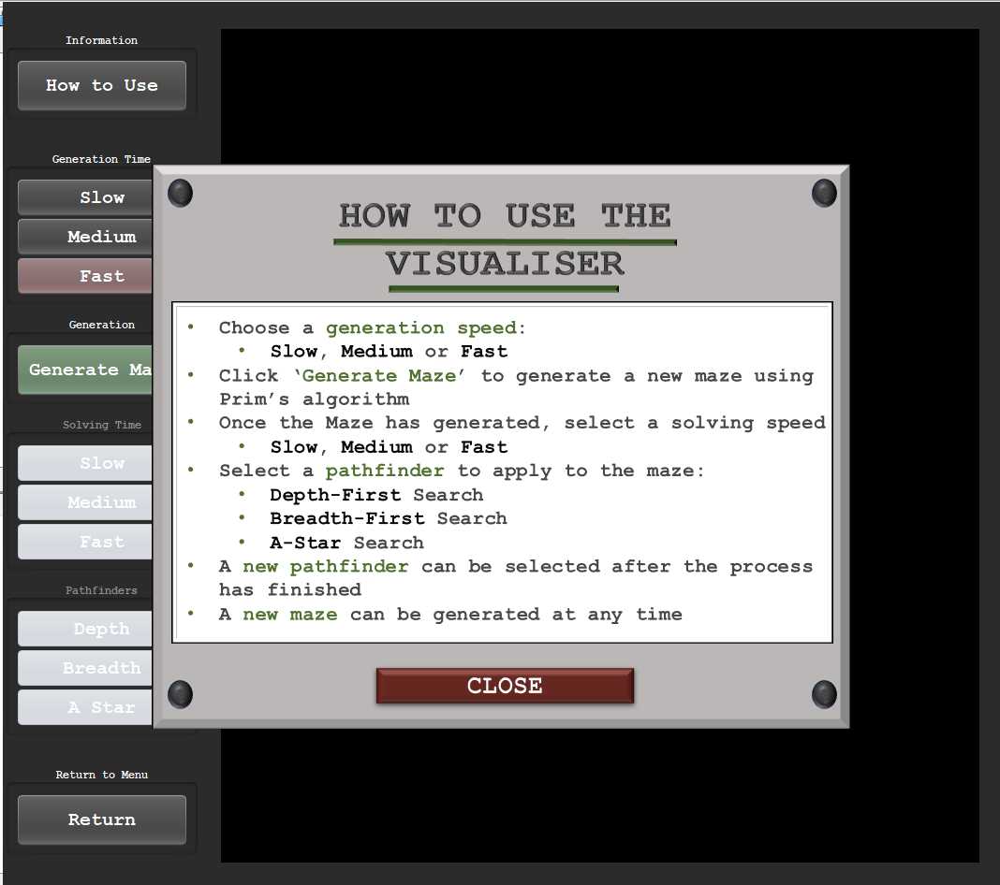 Information
How to Use
Generation Time
Slow
Medium
Fast
Generation
Generate Ma
Solving Time
Slow
Medium
Fast
Pathfinders
Depth
Breadth
A Star
Return to Menu
Return
HOW TO USE THE
VISUALISER
• Choose a generation speed:
• Slow, Medium or Fast
• Click ‘Generate Maze’ to generate a new maze using
Prim’s algorithm
• Once the Maze has generated, select a solving speed
• Slow, Medium or Fast
• Select a pathfinder to apply to the maze:
• Depth-First Search
• Breadth-First Search
• A-Star Search
• A new pathfinder can be selected after the process
has finished
• A new maze can be generated at any time
CLOSE